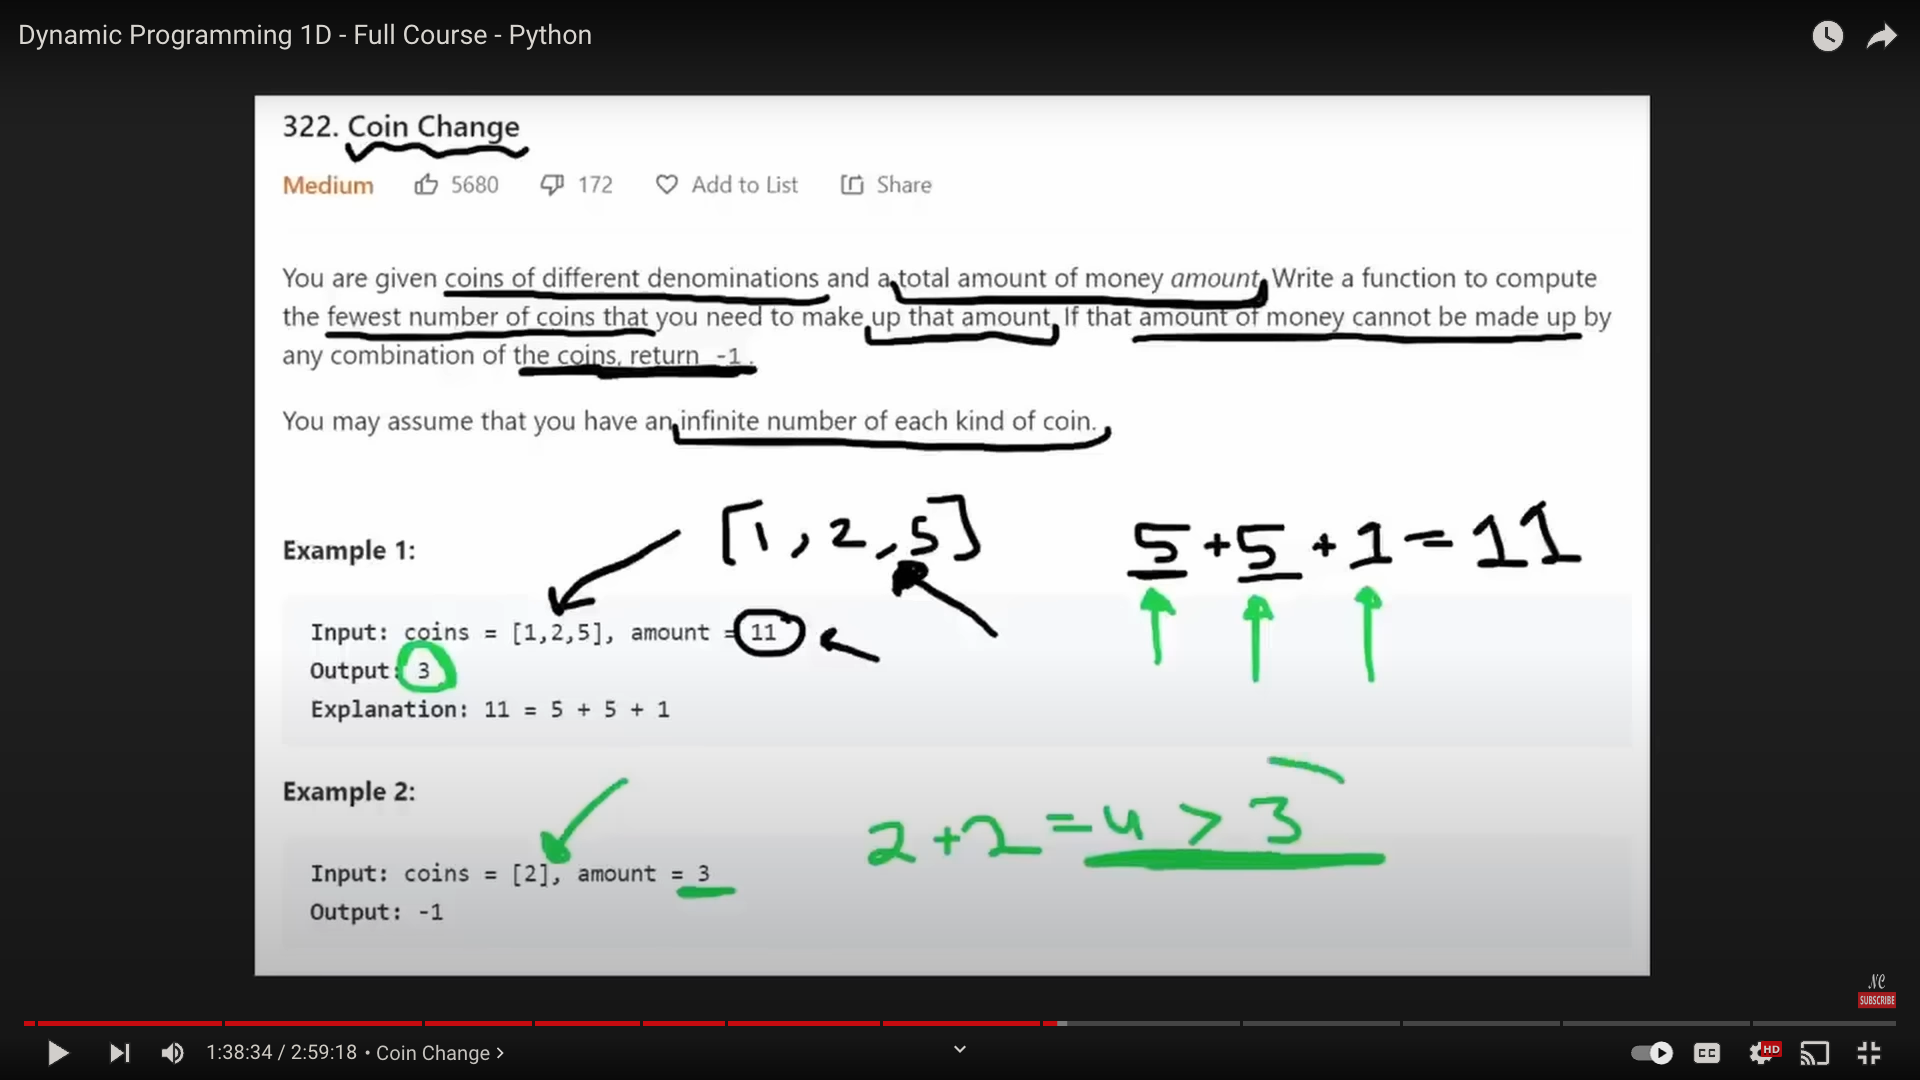 Dynamic Programming 1D - Full Course - Python
322. Coin Change
Medium 5680 172 Add to List Share
You are given coins of different denominations and a total amount of money amount. Write a function to compute
the fewest number of coins that you need to make up that amount. If that amount of money cannot be made up by
any combination of the coins, return -1.
You may assume that you have an infinite number of each kind of coin.
[1, 2, 5]
5 + 5 + 1 = 11
Example 1:
Input: coins = [1,2,5], amount = 11
Output: 3
Explanation: 11 = 5 + 5 + 1
Example 2:
2 + 2 = 4 > 3
Input: coins = [2], amount = 3
Output: -1
NC
SUBSCRIBE
1:38:34 / 2:59:18 • Coin Change >
CC
HD